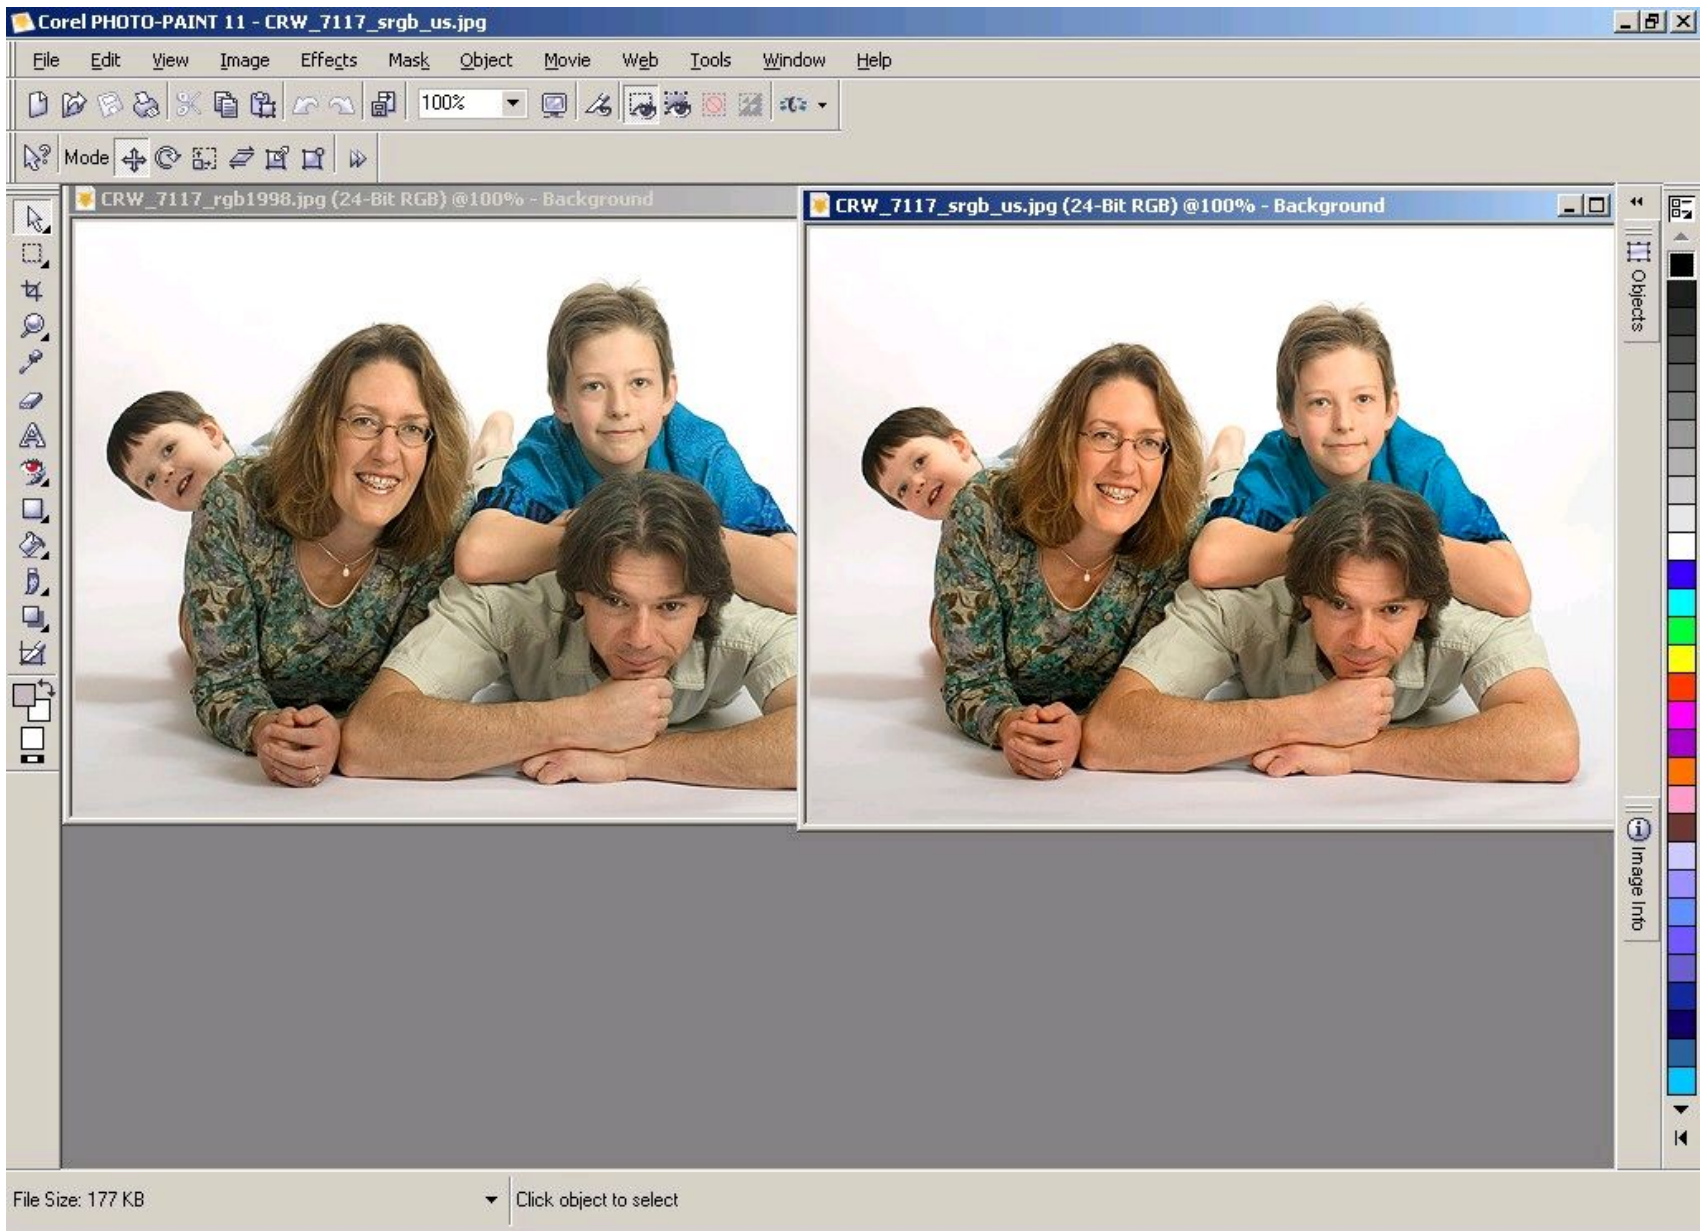 Corel PHOTO-PAINT 11 - CRW_7117_srgb_us.jpg
File Edit View Image Effects Mask Object Movie Web Tools Window Help
100%
Mode
CRW_7117_rgb1998.jpg (24-Bit RGB) @100% - Background
CRW_7117_srgb_us.jpg (24-Bit RGB) @100% - Background
Objects
Image Info
File Size: 177 KB
Click object to select